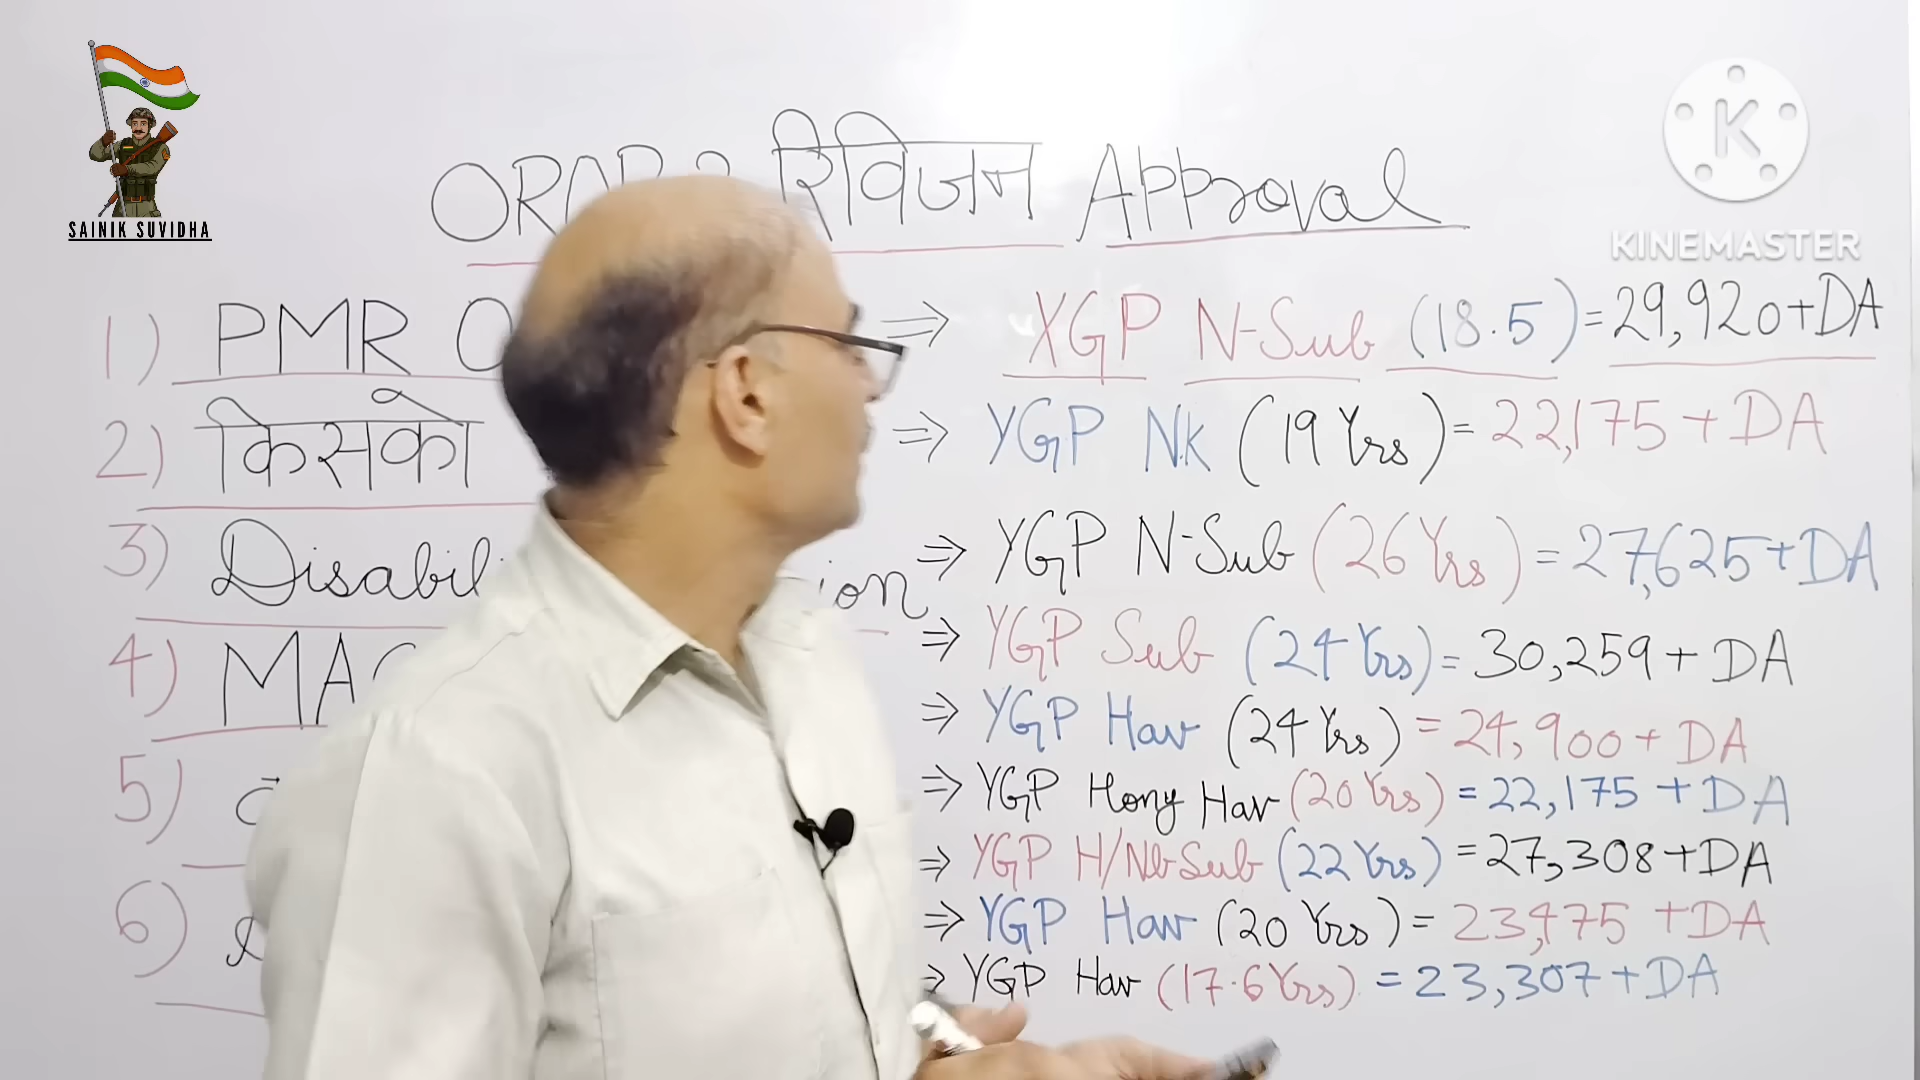 SAINIK SUVIDHA
KINEMASTER
रिविजन Approval
1) PMR
⇒ XGP N-Sub (18.5) = 29,920+DA
2) किसको
⇒ YGP NK (19 Yrs) = 22,175 + DA
3)
⇒ YGP N-Sub (26 Yrs) = 27,625+DA
4)
⇒ YGP Sub (24 Yrs) = 30,259 + DA
⇒ YGP Hav (24 Yrs) = 24,900 + DA
5)
⇒ YGP Hony Hav (20 Yrs) = 22,175 + DA
⇒ YGP H/Nb Sub (22 Yrs) = 27,308+DA
6)
⇒ YGP Hav (20 Yrs) = 23,475 +DA
⇒ YGP Hav (17.6 Yrs) = 23,307+DA